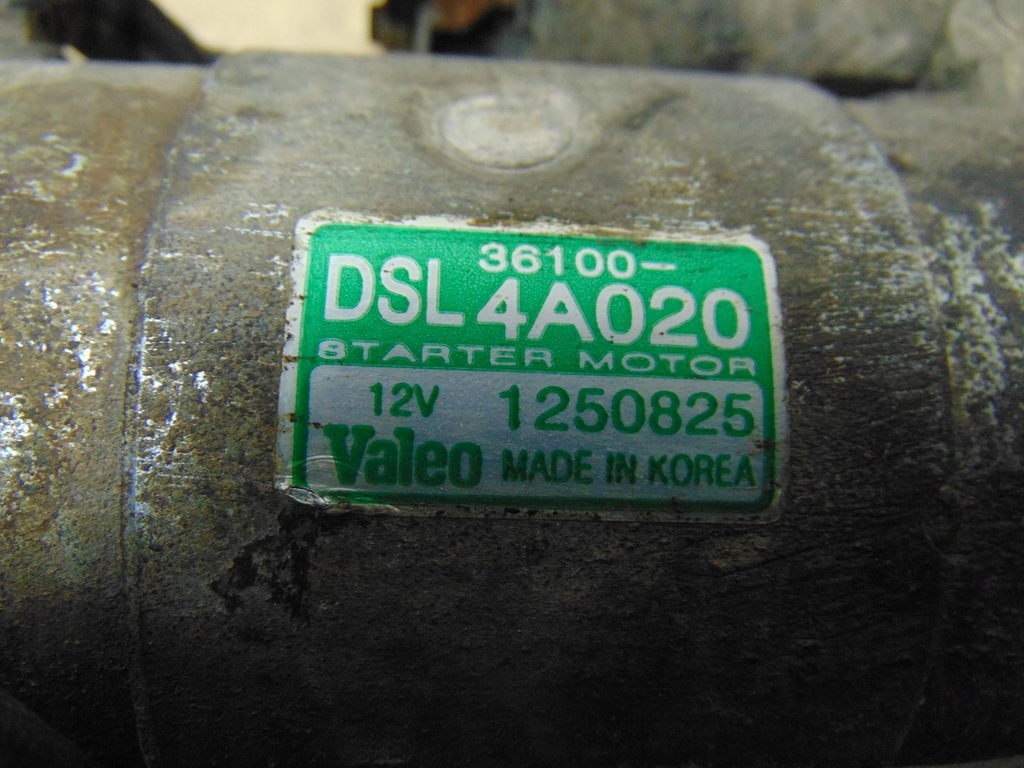 36100-
DSL 4A020
STARTER MOTOR
12V 1250825
Valeo MADE IN KOREA